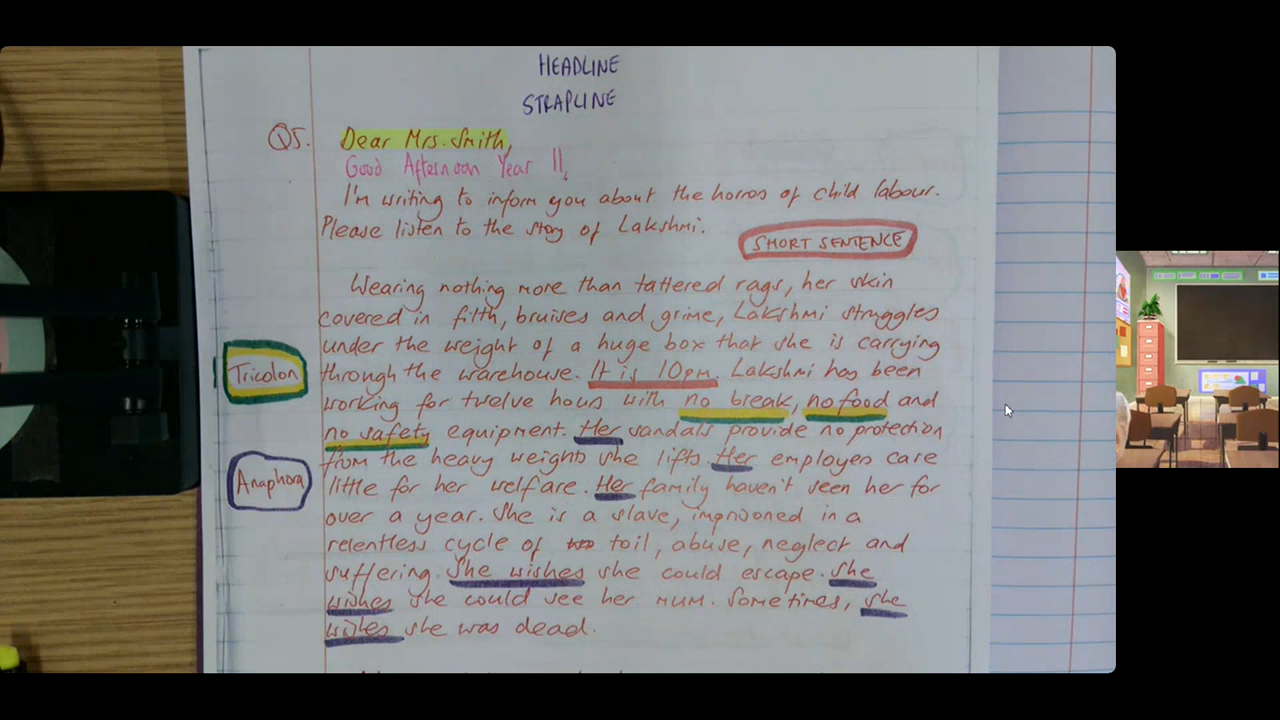 HEADLINE
STRAPLINE
Q5. Dear Mrs. Smith,
Good Afternoon Year 11,
I'm writing to inform you about the horrors of child labour.
Please listen to the story of Lakshmi.
SHORT SENTENCE
Wearing nothing more than tattered rags, her skin
covered in filth, bruises and grime, Lakshmi struggles
under the weight of a huge box that she is carrying
Tricolon
through the warehouse. It is 10pm. Lakshmi has been
working for twelve hours with no break, no food and
no safety equipment. Her sandals provide no protection
from the heavy weights she lifts. Her employers care
Anaphora
little for her welfare. Her family haven't seen her for
over a year. She is a slave, imprisoned in a
relentless cycle of toil, abuse, neglect and
suffering. She wishes she could escape. She
wishes she could see her mum. Sometimes, she
wishes she was dead.